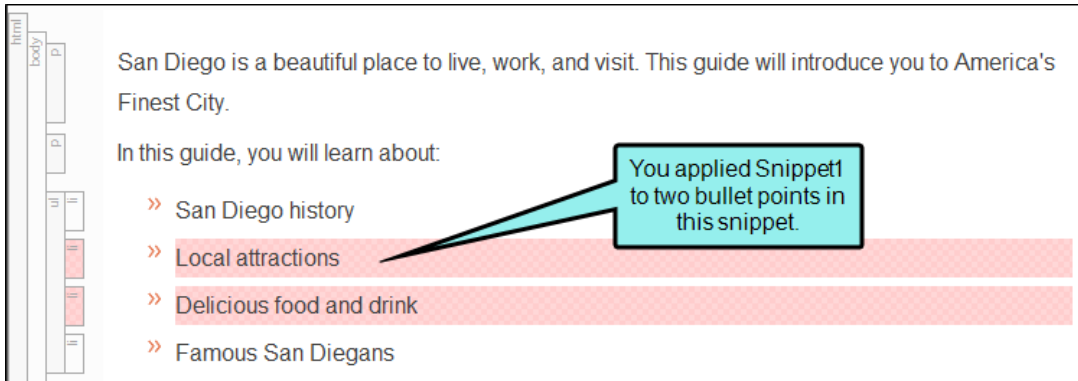 html
body
p
San Diego is a beautiful place to live, work, and visit. This guide will introduce you to America's
Finest City.
p
In this guide, you will learn about:
You applied Snippet1
to two bullet points in
this snippet.
ul
li
» San Diego history
li
» Local attractions
li
» Delicious food and drink
li
» Famous San Diegans